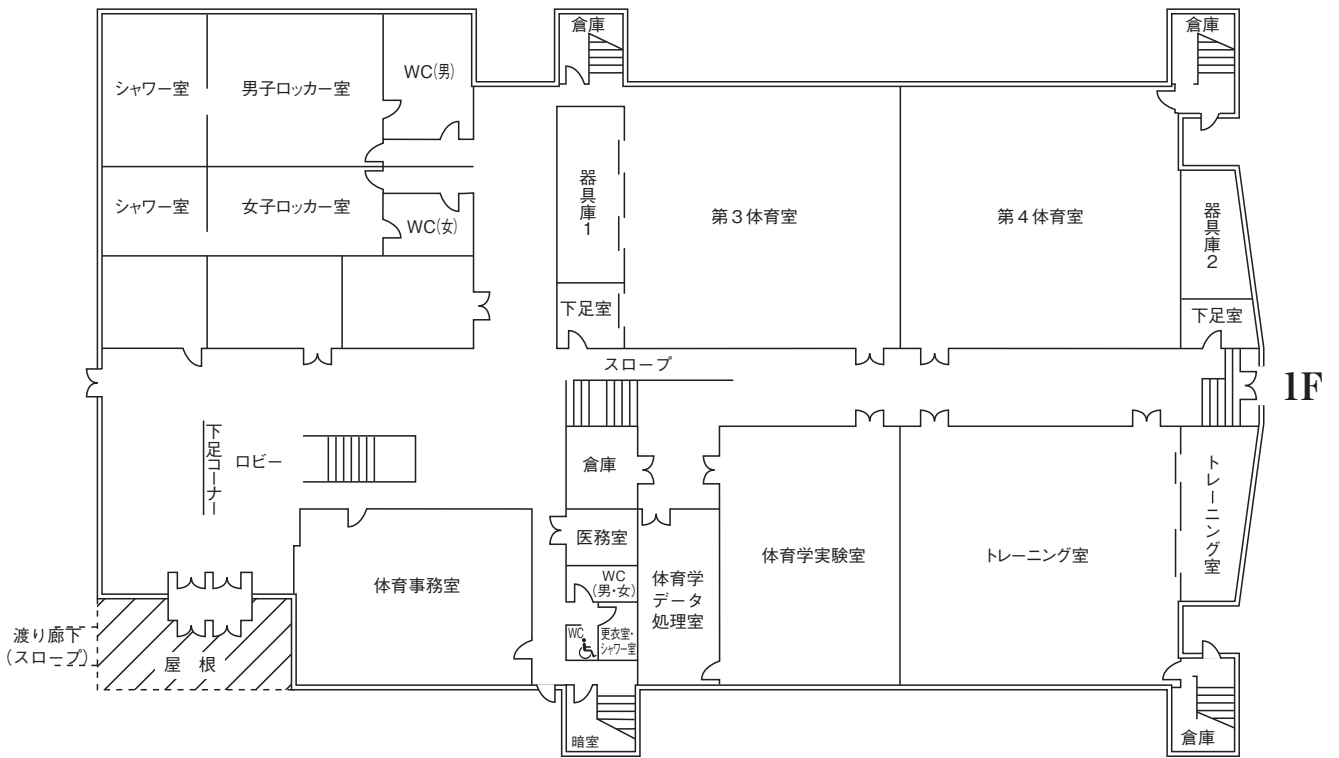 倉庫
倉庫
シャワー室
男子ロッカー室
WC(男)
シャワー室
女子ロッカー室
WC(女)
器具庫1
第3体育室
第4体育室
器具庫2
下足室
下足室
スロープ
1F
下足コーナー
ロビー
倉庫
トレーニング室
医務室
体育事務室
WC
(男・女)
体育学
データ
処理室
体育学実験室
トレーニング室
WC
更衣室・
シャワー室
渡り廊下
(スロープ)
屋根
暗室
倉庫